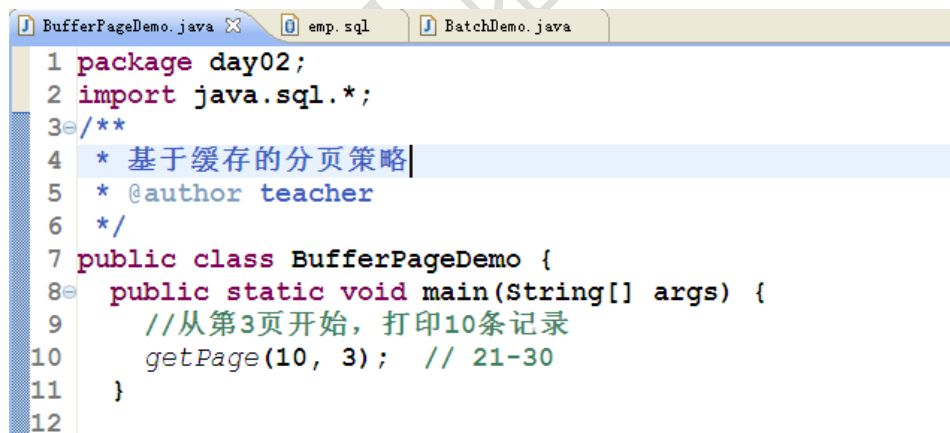 BufferPageDemo.java emp.sql BatchDemo.java
1 package day02;
2 import java.sql.*;
3 /**
4  * 基于缓存的分页策略
5  * @author teacher
6  */
7 public class BufferPageDemo {
8   public static void main(String[] args) {
9     //从第3页开始，打印10条记录
10     getPage(10, 3);  // 21-30
11   }
12